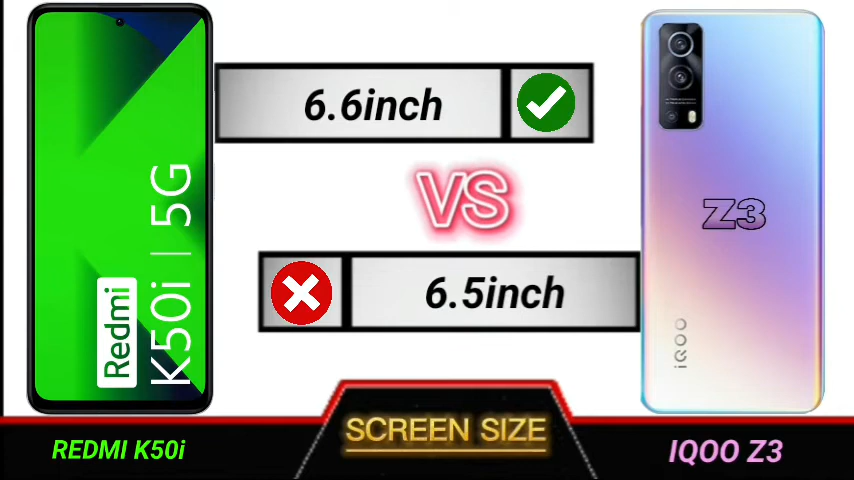 6.6inch
VS
6.5inch
Redmi
K50i | 5G
Z3
iQOO
SCREEN SIZE
REDMI K50i
IQOO Z3